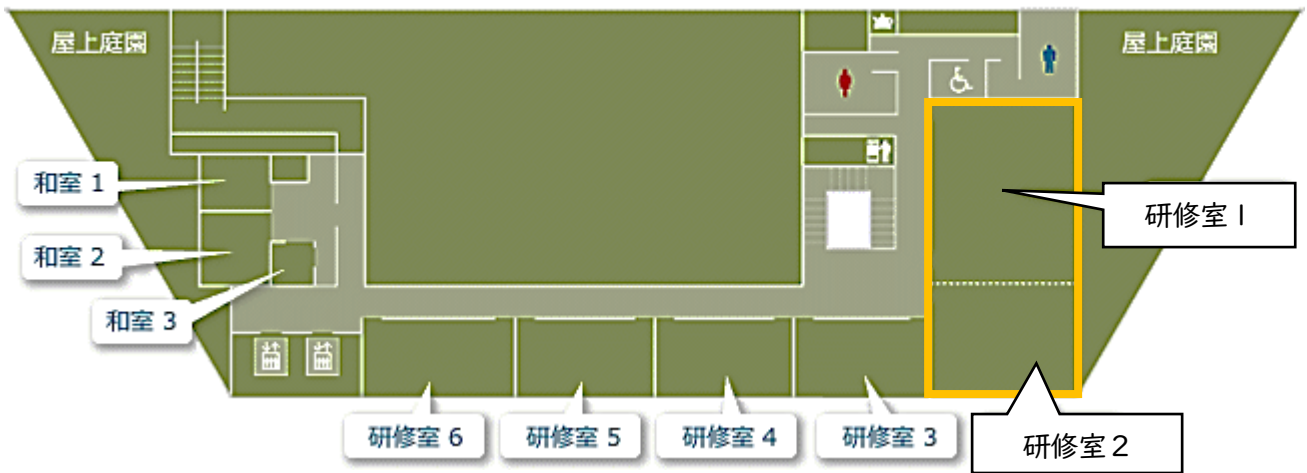 屋上庭園
屋上庭園
和室 1
研修室Ⅰ
和室 2
和室 3
研修室 6
研修室 5
研修室 4
研修室 3
研修室２